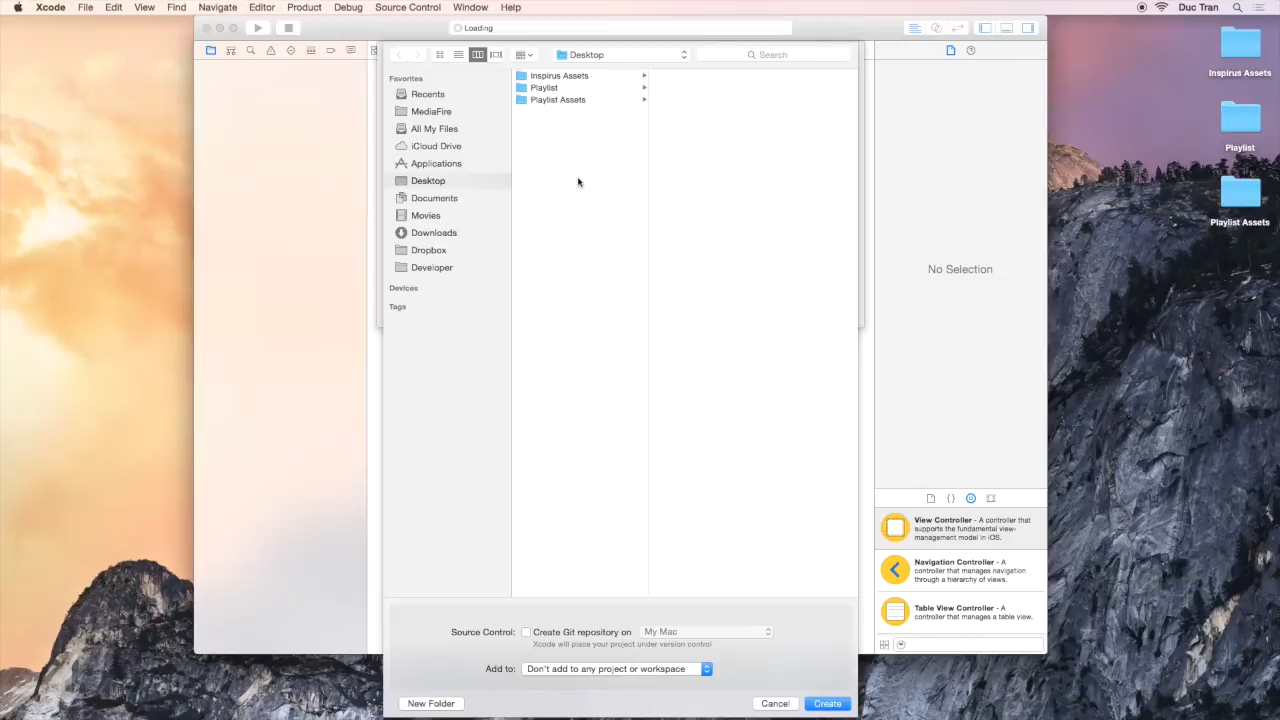 Xcode File Edit View Find Navigate Editor Product Debug Source Control Window Help Duc Tran
Loading
Desktop
Search
Favorites
Recents
MediaFire
All My Files
iCloud Drive
Applications
Desktop
Documents
Movies
Downloads
Dropbox
Developer
Devices
Tags
Inspirus Assets
Playlist
Playlist Assets
No Selection
View Controller - A controller that
supports the fundamental view-
management model in iOS.
Navigation Controller - A
controller that manages navigation
through a hierarchy of views.
Table View Controller - A
controller that manages a table view.
Source Control: Create Git repository on My Mac
Xcode will place your project under version control
Add to: Don't add to any project or workspace
New Folder Cancel Create
Inspirus Assets
Playlist
Playlist Assets